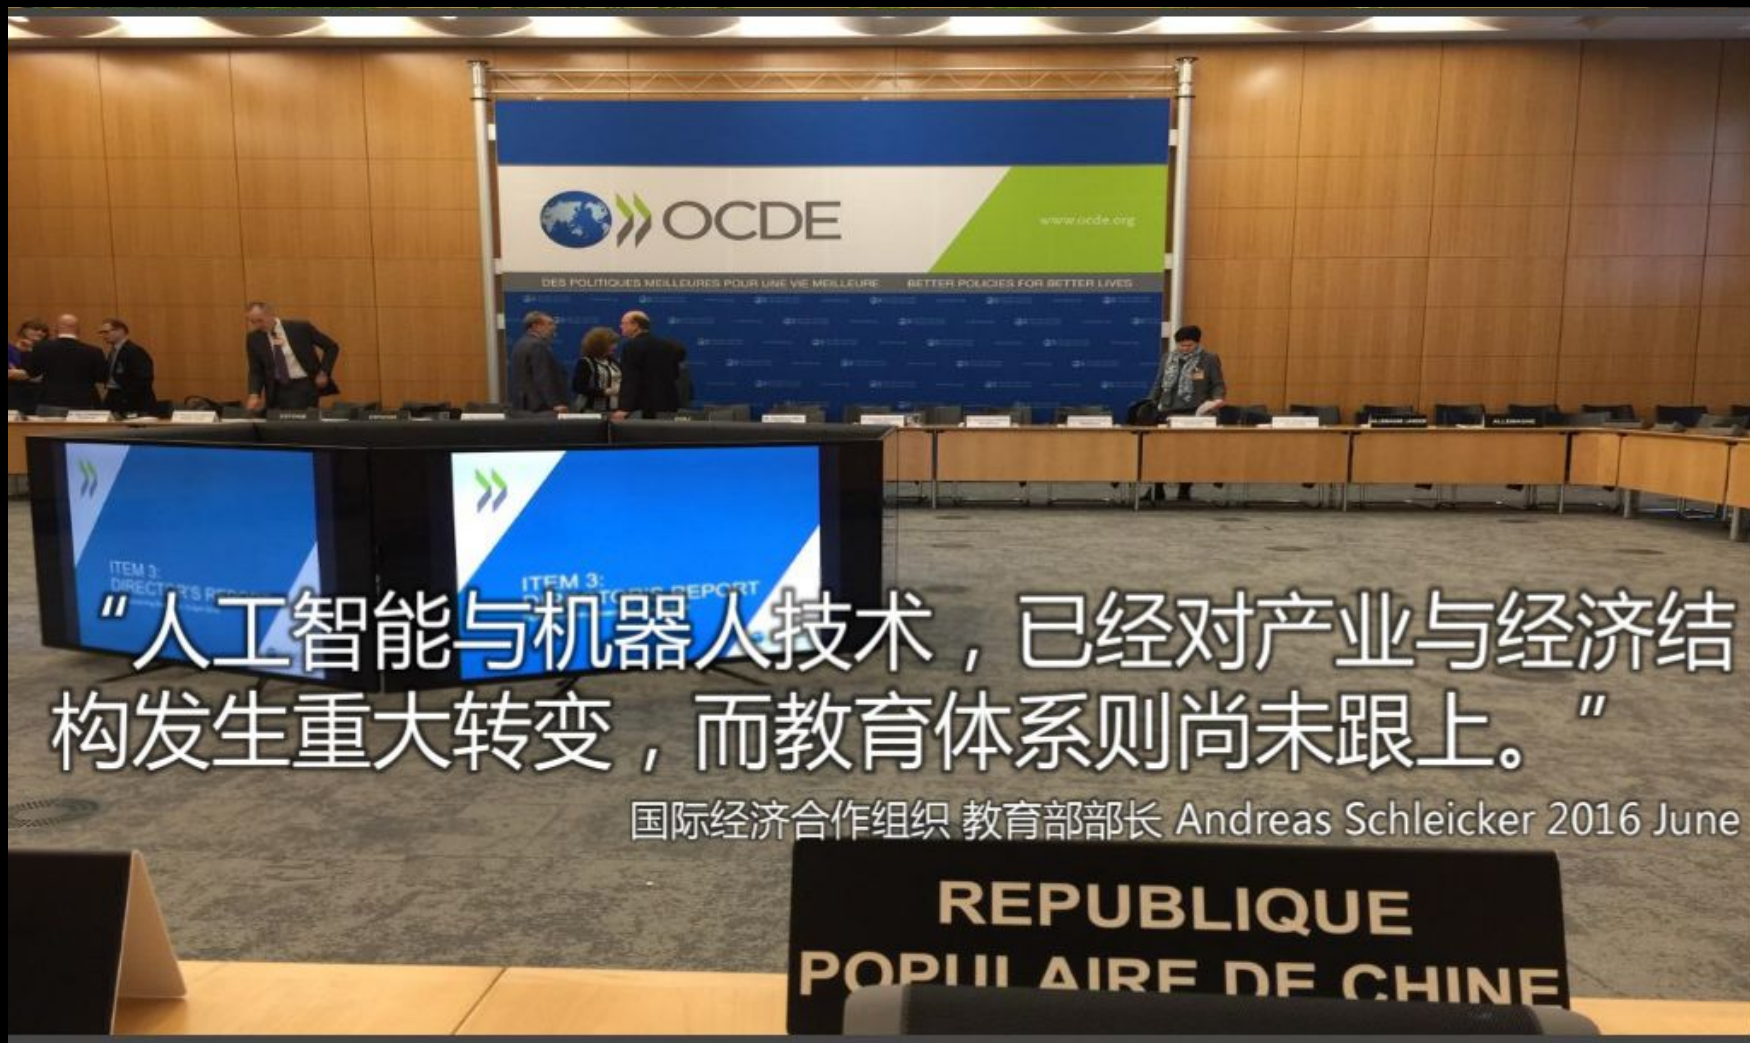 OCDE
www.ocde.org
DES POLITIQUES MEILLEURES POUR UNE VIE MEILLEURE BETTER POLICIES FOR BETTER LIVES
ALLEMAGNE
ITEM 3:
ITEM 3:
REPORT
“人工智能与机器人技术，已经对产业与经济结
构发生重大转变，而教育体系则尚未跟上。”
国际经济合作组织 教育部部长 Andreas Schleicker 2016 June
REPUBLIQUE
POPULAIRE DE CHINE